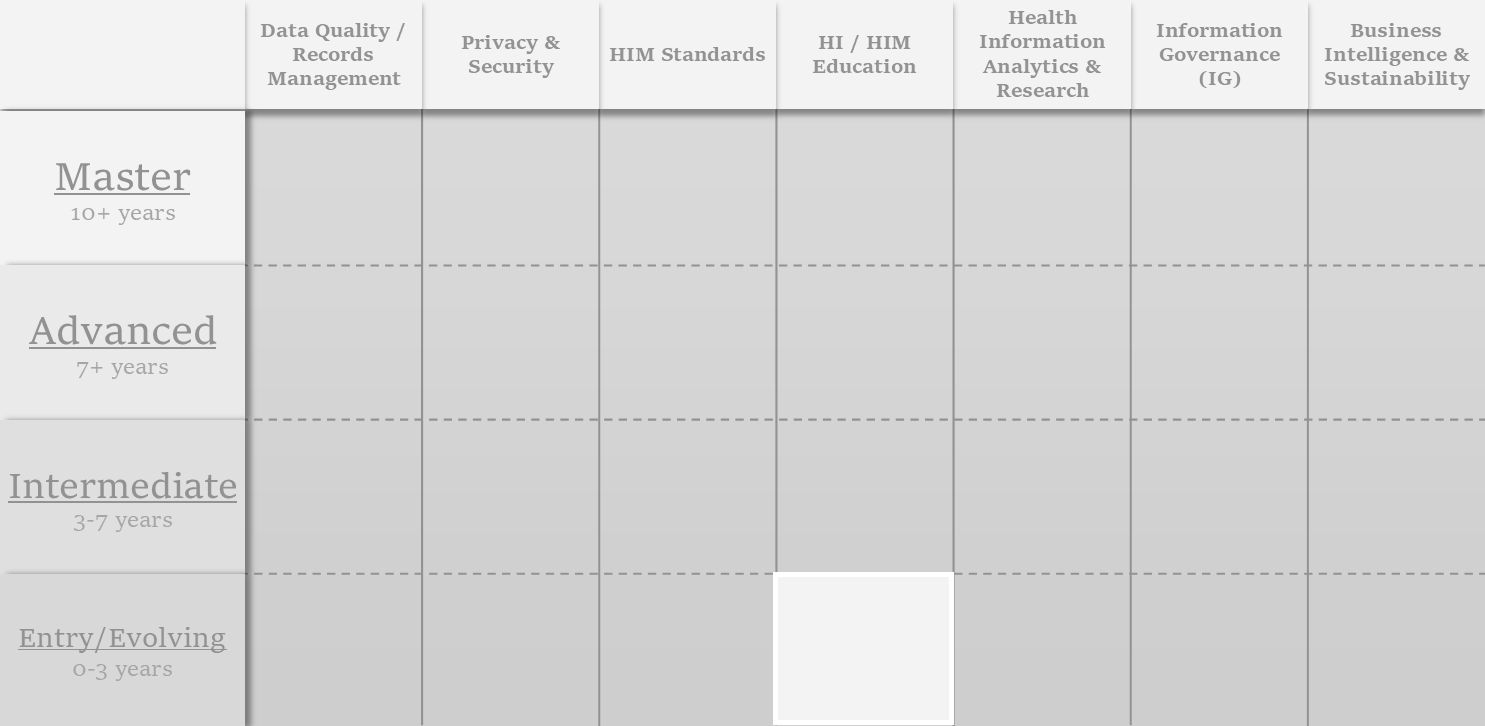 Data Quality /
Records
Management
Privacy &
Security
HIM Standards
HI / HIM
Education
Health
Information
Analytics &
Research
Information
Governance
(IG)
Business
Intelligence &
Sustainability
Master
10+ years
Advanced
7+ years
Intermediate
3-7 years
Entry/Evolving
0-3 years